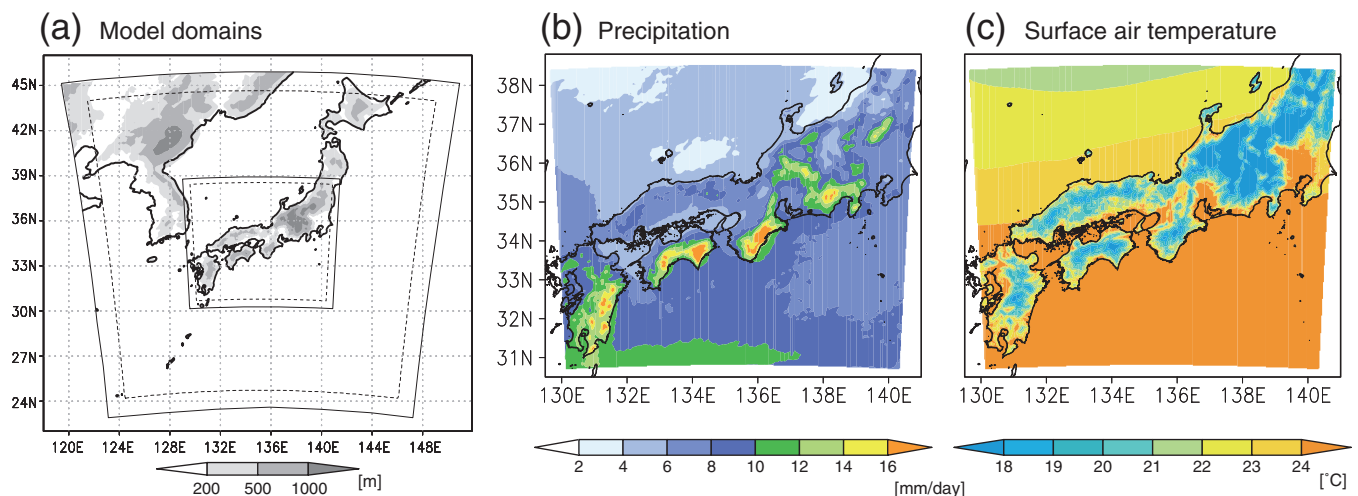 (a) Model domains
45N
42N
39N
36N
33N
30N
27N
24N
120E 124E 128E 132E 136E 140E 144E 148E
200 500 1000 [m]
(b) Precipitation
38N
37N
36N
35N
34N
33N
32N
31N
130E 132E 134E 136E 138E 140E
2 4 6 8 10 12 14 16
[mm/day]
(c) Surface air temperature
130E 132E 134E 136E 138E 140E
18 19 20 21 22 23 24
[°C]